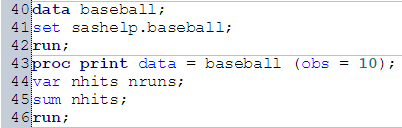 40 data baseball;
41 set sashelp.baseball;
42 run;
43 proc print data = baseball (obs = 10);
44 var nhits nruns;
45 sum nhits;
46 run;